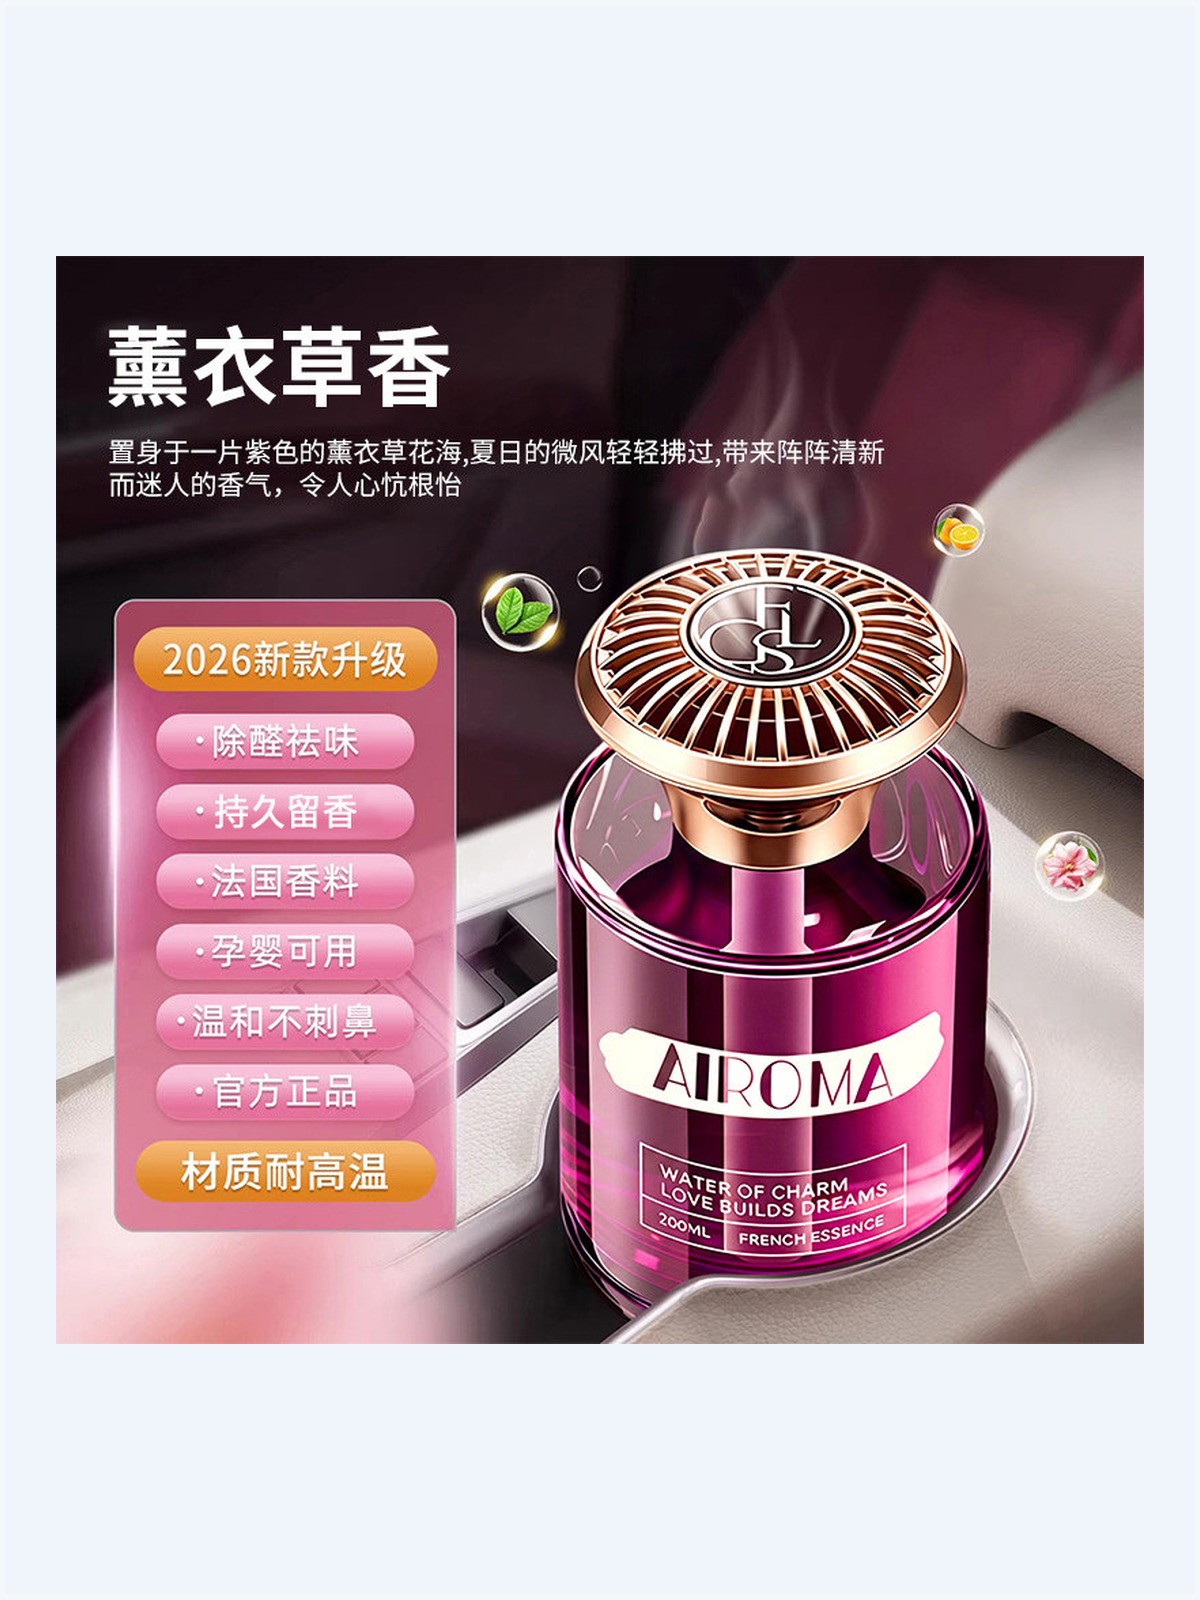 薰衣草香
置身于一片紫色的薰衣草花海,夏日的微风轻轻拂过,带来阵阵清新
而迷人的香气，令人心忼根怡
2026新款升级
·除醛祛味
·持久留香
·法国香料
·孕婴可用
·温和不刺鼻
·官方正品
材质耐高温
AIROMA
WATER OF CHARM
LOVE BUILDS DREAMS
200ML
FRENCH ESSENCE